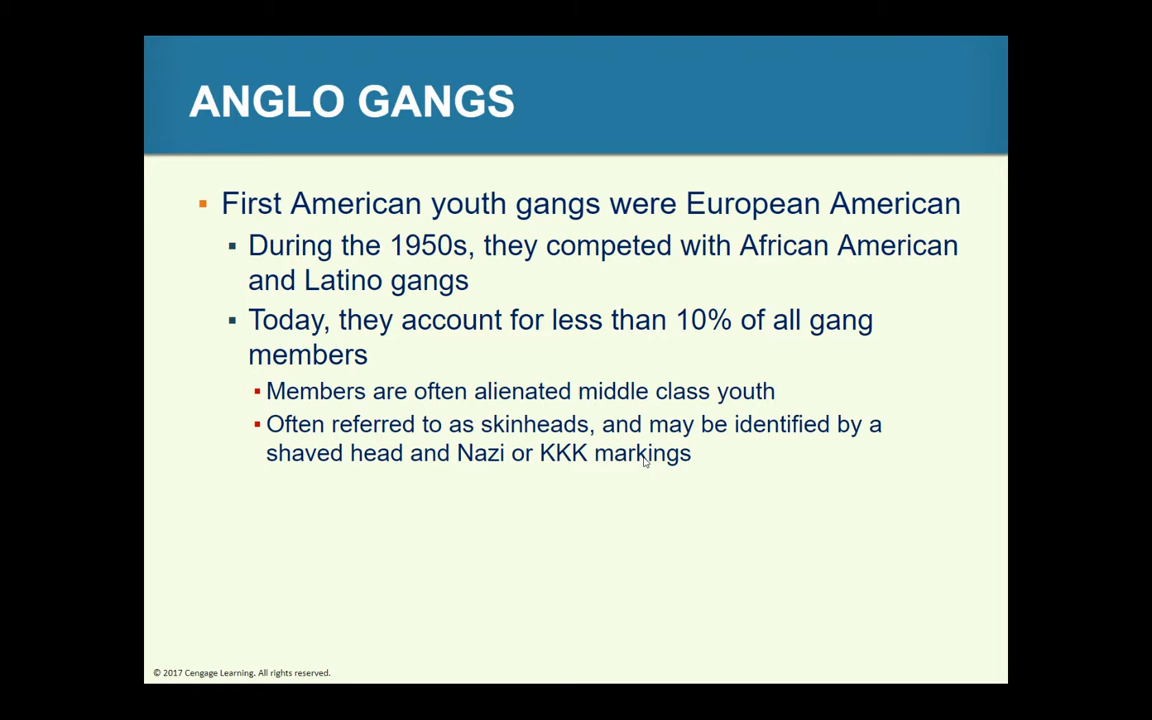 ANGLO GANGS
▪ First American youth gangs were European American
▪ During the 1950s, they competed with African American
and Latino gangs
▪ Today, they account for less than 10% of all gang
members
▪ Members are often alienated middle class youth
▪ Often referred to as skinheads, and may be identified by a
shaved head and Nazi or KKK markings
© 2017 Cengage Learning. All rights reserved.